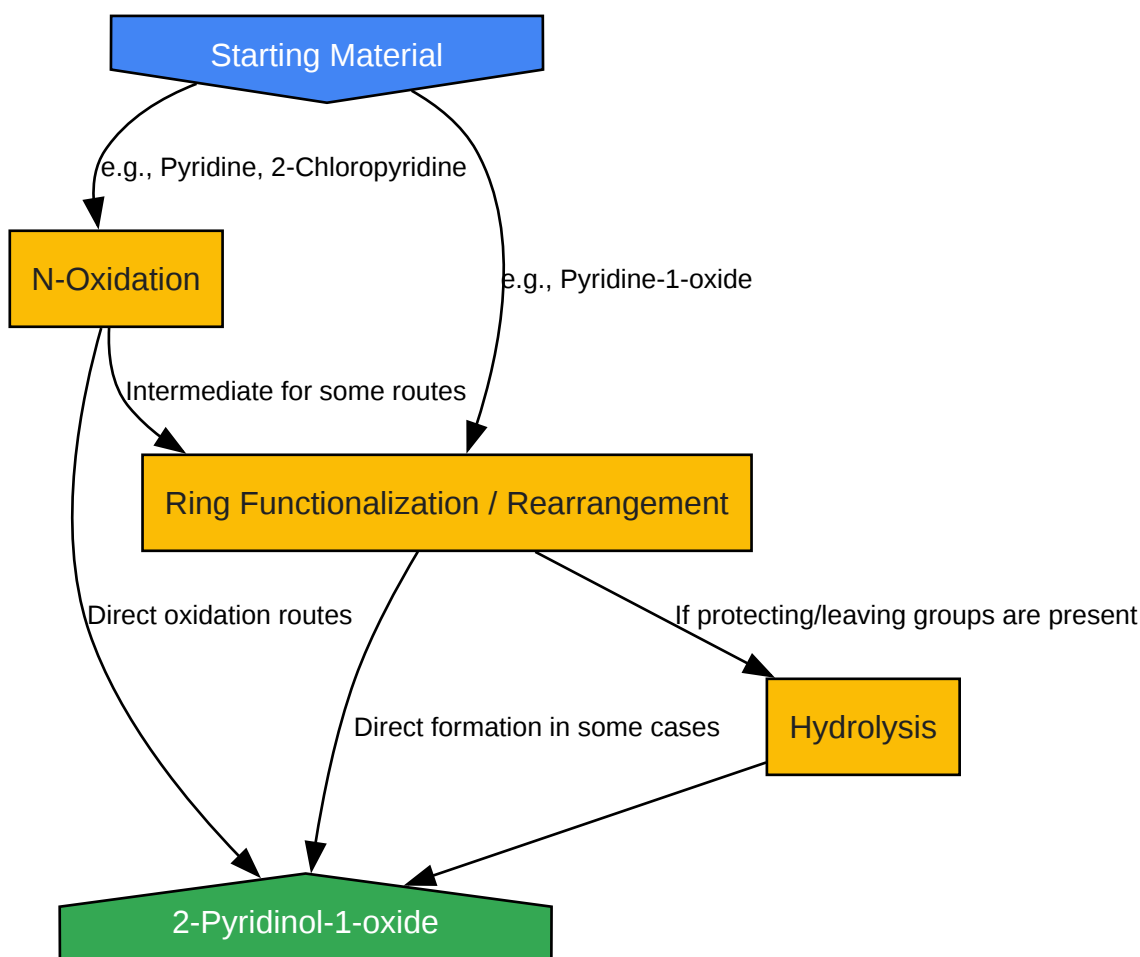 Starting Material
e.g., Pyridine, 2-Chloropyridine
N-Oxidation
e.g., Pyridine-1-oxide
Intermediate for some routes
Ring Functionalization / Rearrangement
Direct oxidation routes
If protecting/leaving groups are present
Direct formation in some cases
Hydrolysis
2-Pyridinol-1-oxide